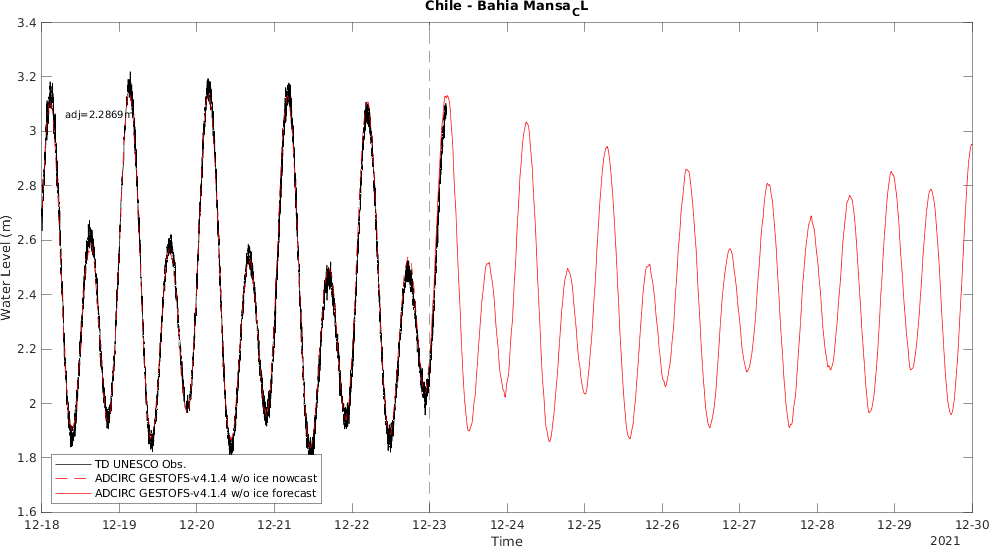 Chile - Bahia Mansa_CL
3.4
3.2
3
2.8
2.6
2.4
2.2
2
1.8
1.6
Water Level (m)
adj=2.2869m
TD UNESCO Obs.
ADCIRC GESTOFS-v4.1.4 w/o ice nowcast
ADCIRC GESTOFS-v4.1.4 w/o ice forecast
12-18 12-19 12-20 12-21 12-22 12-23 12-24 12-25 12-26 12-27 12-28 12-29 12-30
Time
2021